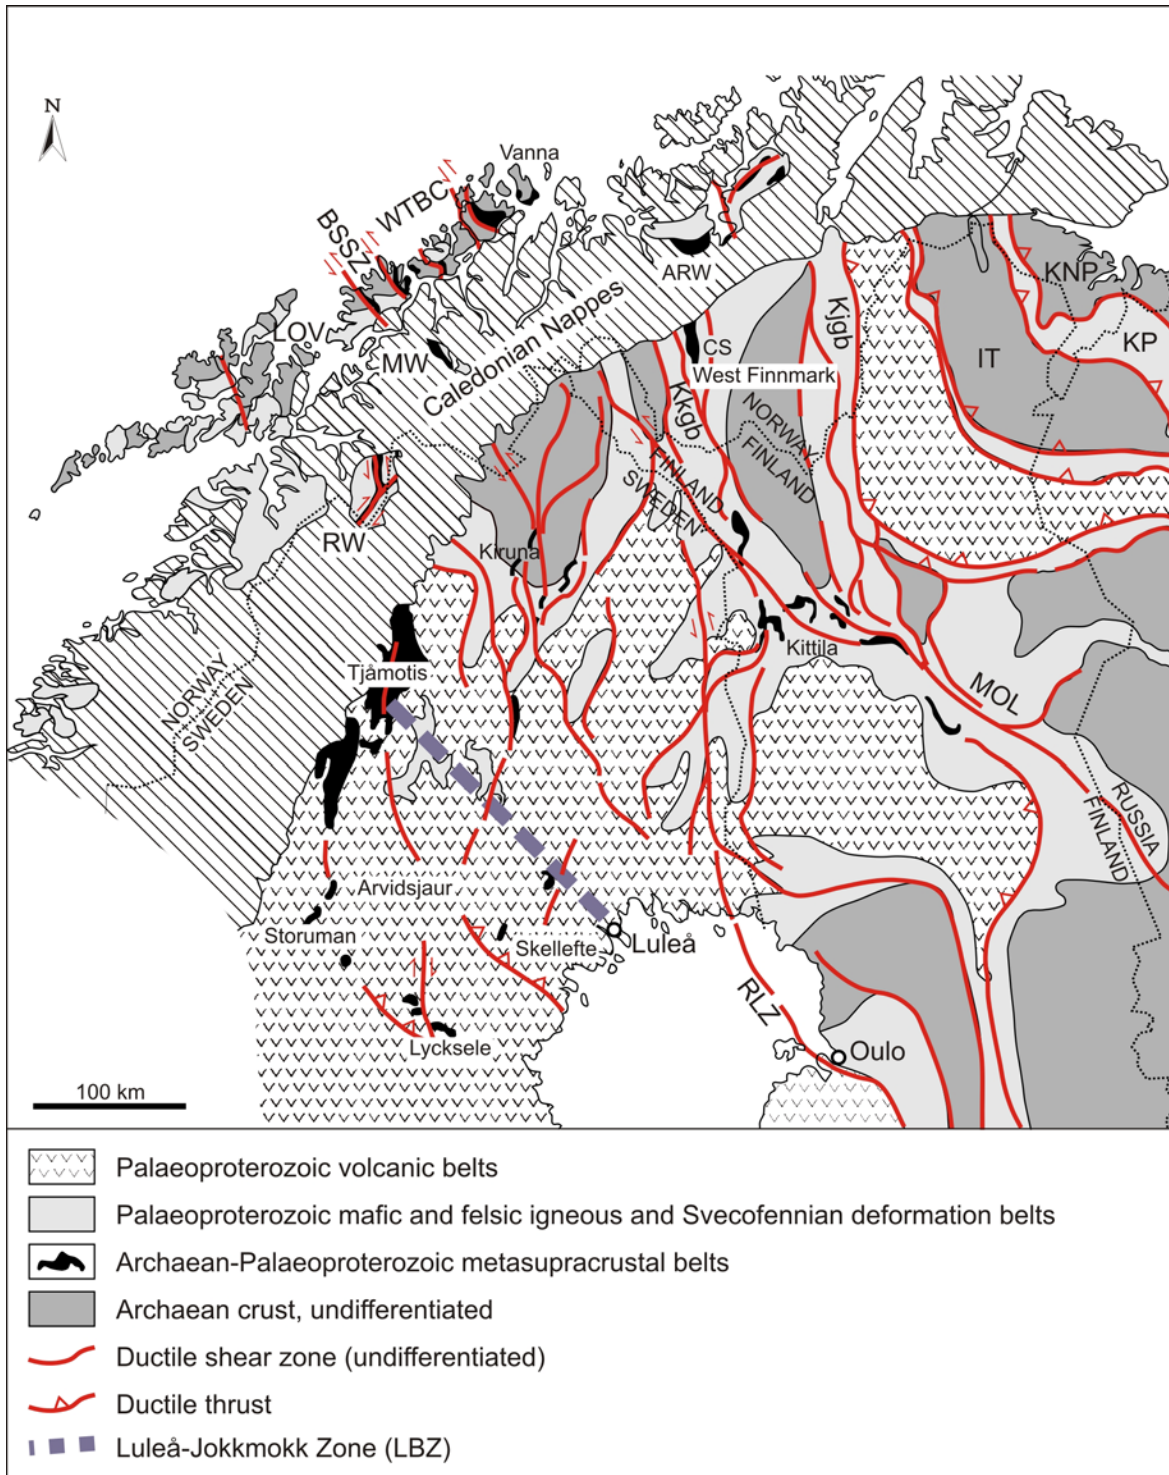 N
Vanna
WTBC
BSSZ
ARW
KNP
LOV
Kjgb
KP
MW
Caledonian Nappes
CS
IT
West Finnmark
Kkgb
NORWAY
FINLAND
FINLAND
SWEDEN
RW
Kiruna
Kittila
Tjåmotis
NORWAY
SWEDEN
MOL
RUSSIA
FINLAND
Arvidsjaur
Storuman
Skellefte
Luleå
RLZ
Oulo
Lycksele
100 km
Palaeoproterozoic volcanic belts
Palaeoproterozoic mafic and felsic igneous and Svecofennian deformation belts
Archaean-Palaeoproterozoic metasupracrustal belts
Archaean crust, undifferentiated
Ductile shear zone (undifferentiated)
Ductile thrust
Luleå-Jokkmokk Zone (LBZ)